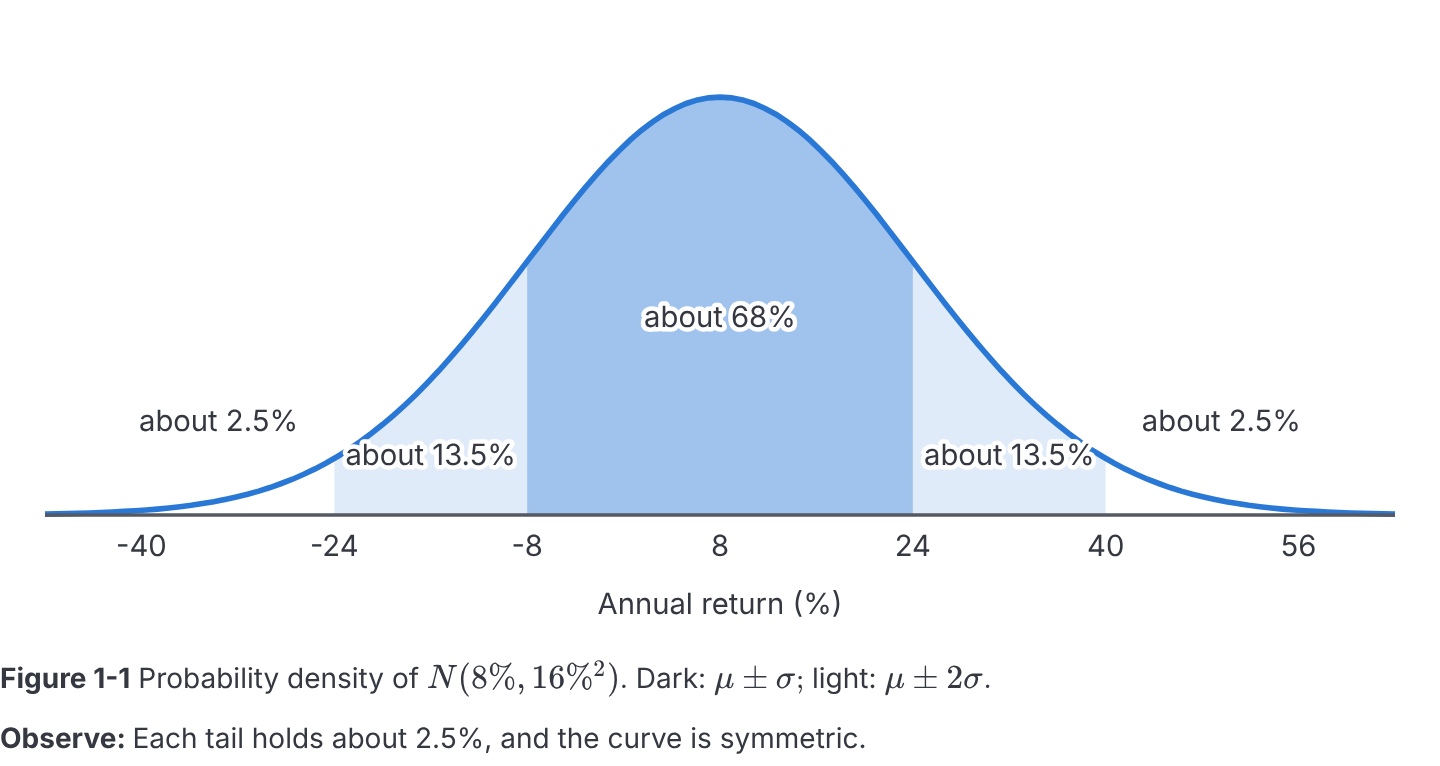 about 68%
about 2.5%
about 2.5%
about 13.5%
about 13.5%
-40 -24 -8 8 24 40 56
Annual return (%)
Figure 1-1 Probability density of N(8%, 16%²). Dark: μ ± σ; light: μ ± 2σ.
Observe: Each tail holds about 2.5%, and the curve is symmetric.